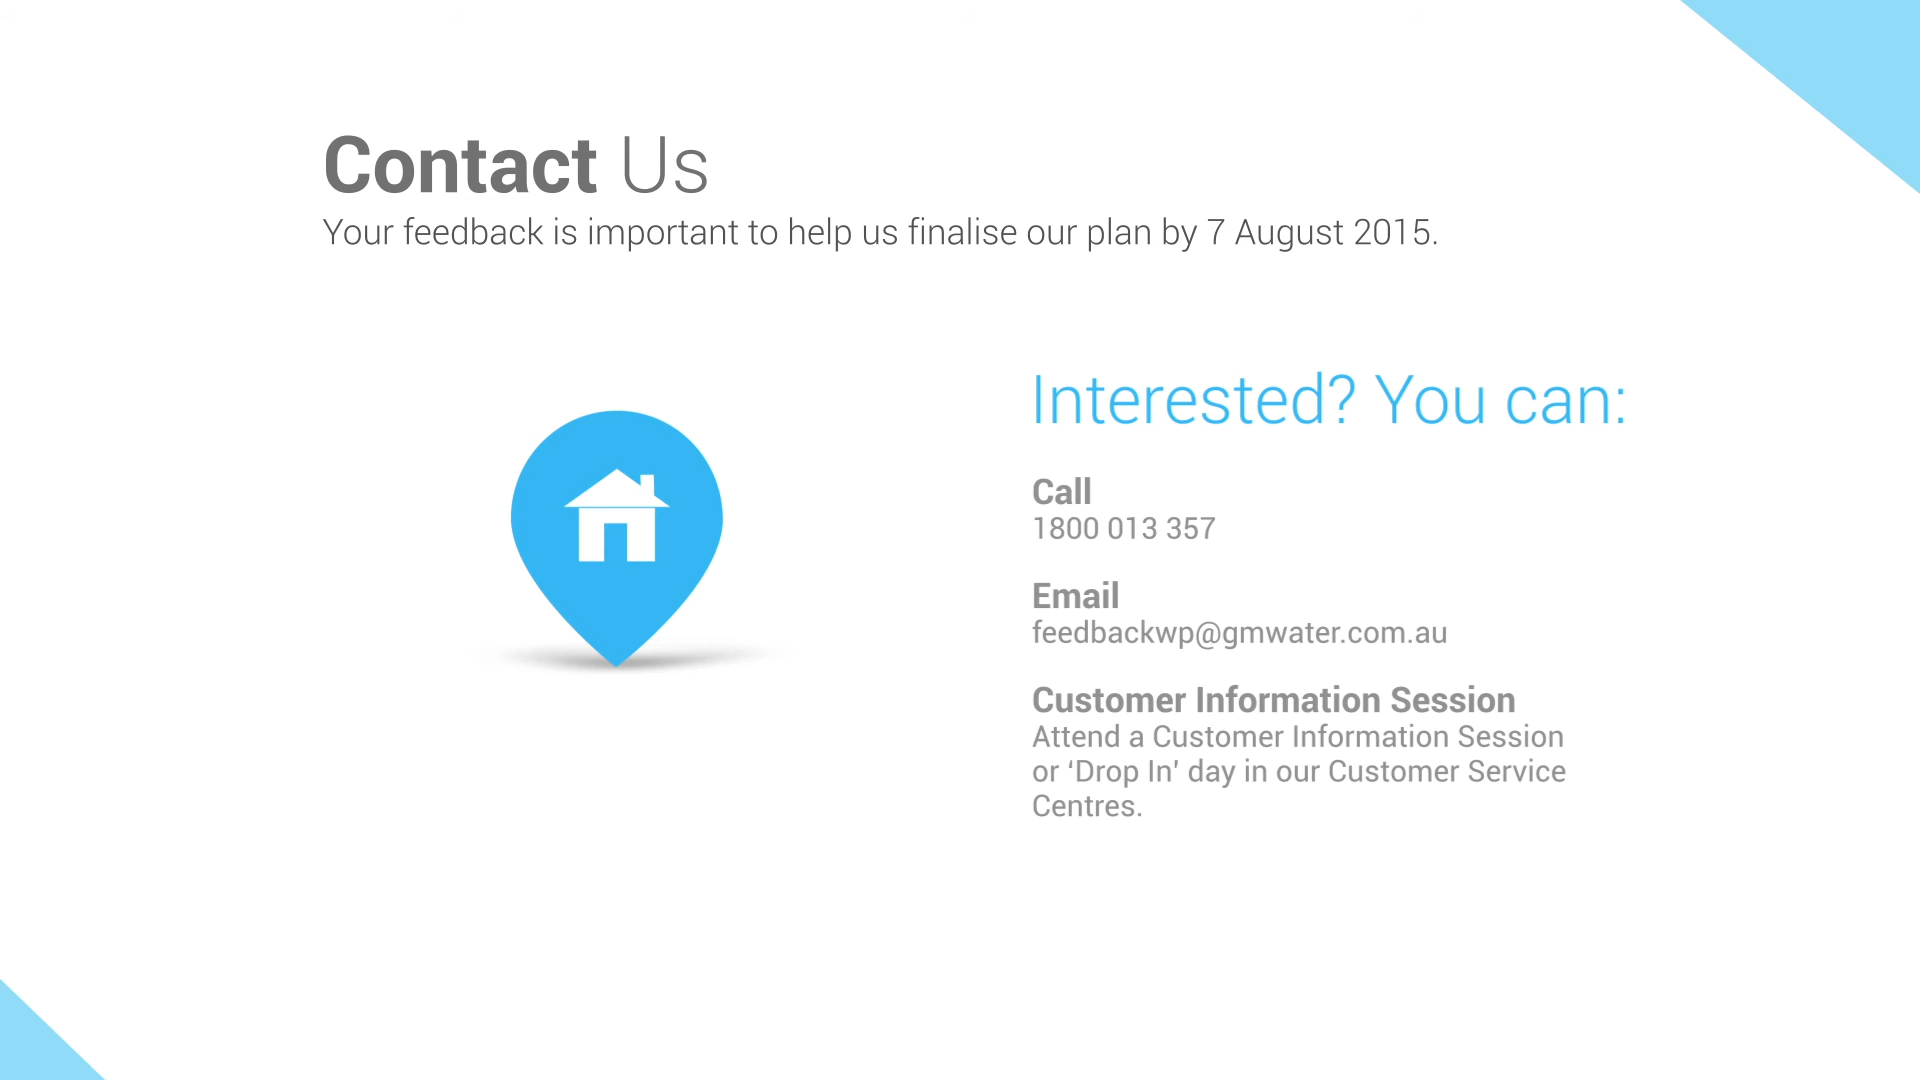 Contact Us
Your feedback is important to help us finalise our plan by 7 August 2015.
Interested? You can:
Call
1800 013 357
Email
feedbackwp@gmwater.com.au
Customer Information Session
Attend a Customer Information Session
or ‘Drop In’ day in our Customer Service
Centres.